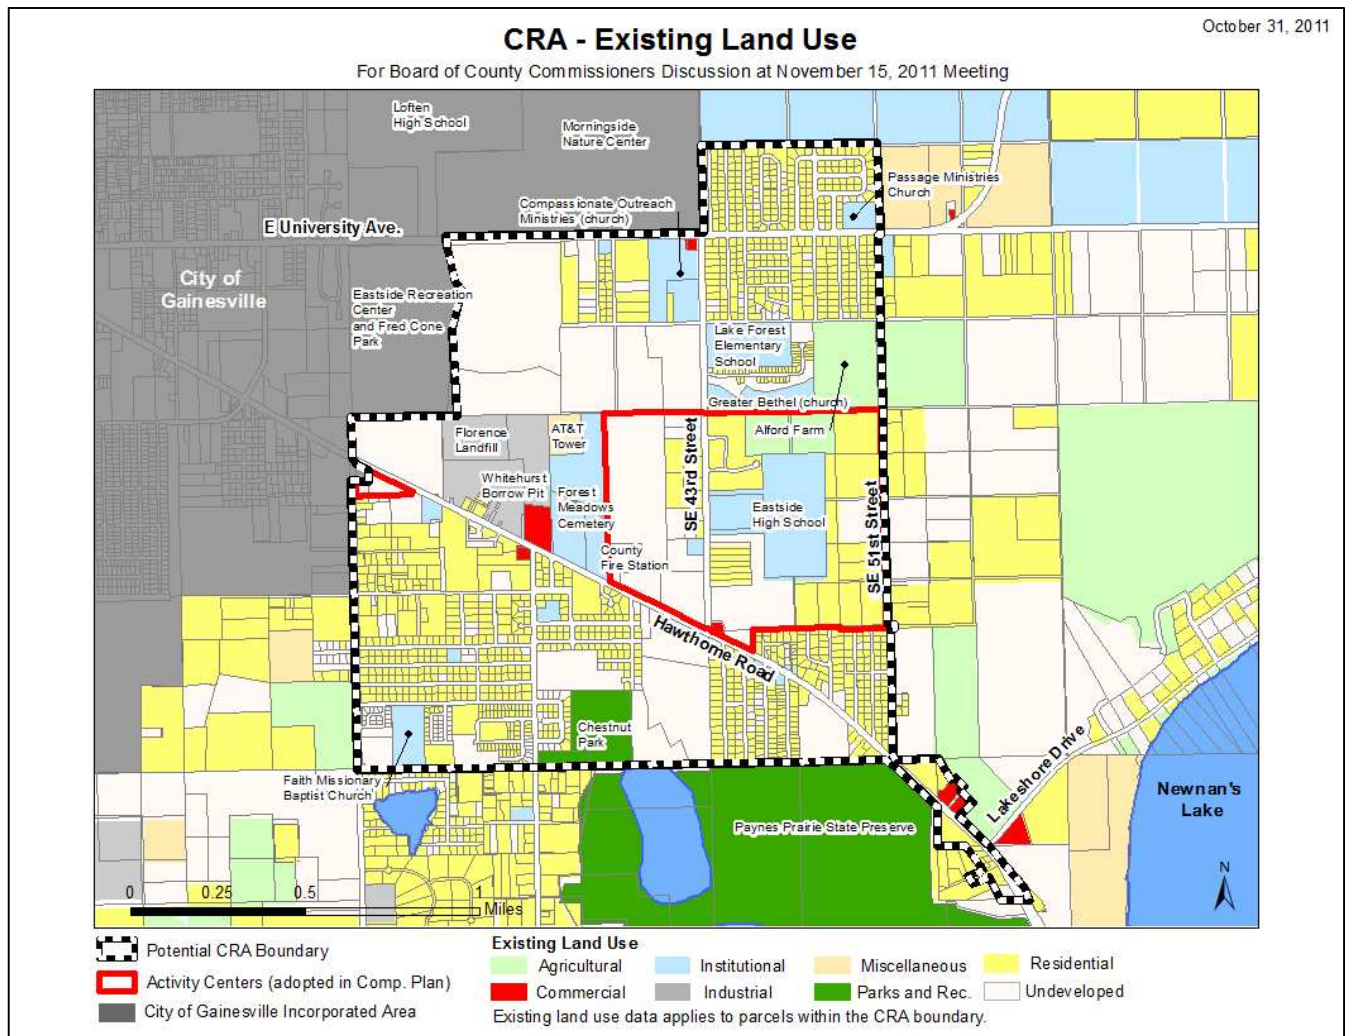 October 31, 2011
CRA - Existing Land Use
For Board of County Commissioners Discussion at November 15, 2011 Meeting
Loften
High School
Morningside
Nature Center
Passage Ministries
Church
Compassionate Outreach
Ministries (church)
E University Ave.
City of
Gainesville
Eastside Recreation
Center
and Fred Cone
Park
Lake Forest
Elementary
School
Greater Bethel (church)
Alford Farm
Florence
Landfill
AT&T
Tower
SE 43rd Street
Whitehurst
Borrow Pit
Forest
Meadows
Cemetery
Eastside
High School
SE 51st Street
County
Fire Station
Hawthorne Road
Chestnut
Park
Faith Missionary
Baptist Church
Lakeshore Drive
Newnan's
Lake
Paynes Prairie State Preserve
N
0 0.25 0.5 1
Miles
Potential CRA Boundary
Activity Centers (adopted in Comp. Plan)
City of Gainesville Incorporated Area
Existing Land Use
Agricultural Institutional Miscellaneous Residential
Commercial Industrial Parks and Rec. Undeveloped
Existing land use data applies to parcels within the CRA boundary.